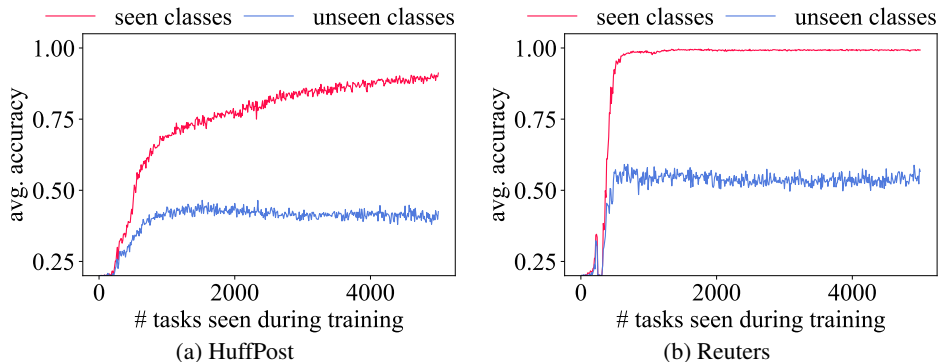 seen classes unseen classes
avg. accuracy
1.00
0.75
0.50
0.25
0 2000 4000
# tasks seen during training
(a) HuffPost
seen classes unseen classes
avg. accuracy
1.00
0.75
0.50
0.25
0 2000 4000
# tasks seen during training
(b) Reuters